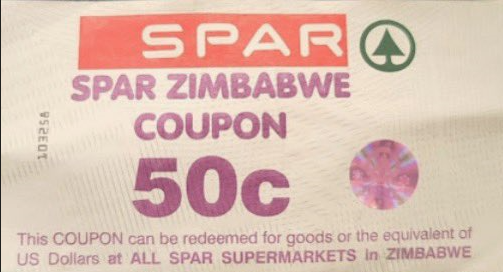 SPAR
SPAR ZIMBABWE
COUPON
103258
50c
This COUPON can be redeemed for goods or the equivalent of
US Dollars at ALL SPAR SUPERMARKETS in ZIMBABWE